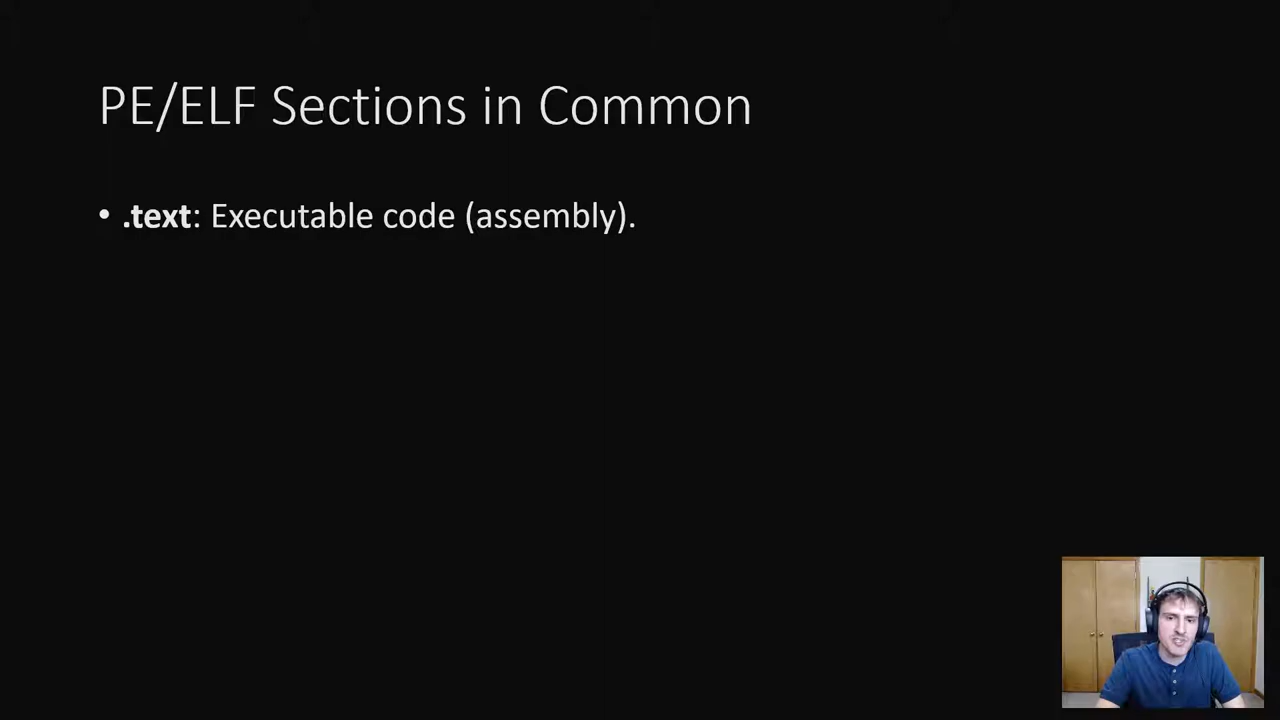 PE/ELF Sections in Common
• .text: Executable code (assembly).